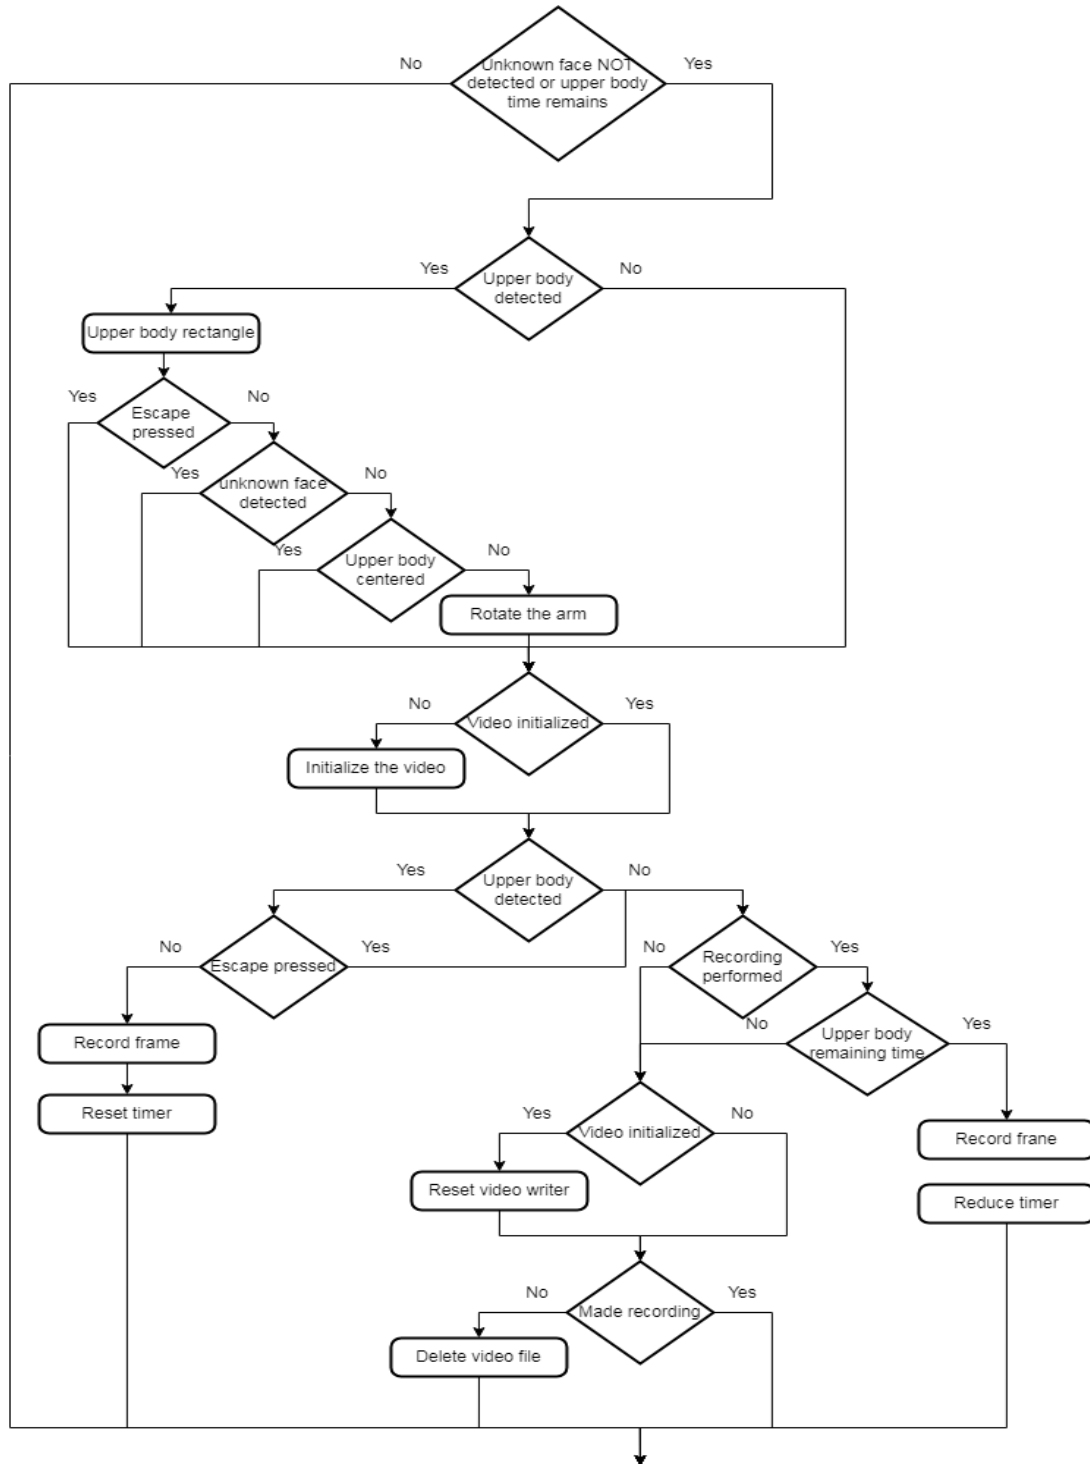 No
Unknown face NOT
detected or upper body
time remains
Yes
Yes
Upper body
detected
No
Upper body rectangle
Yes
Escape
pressed
No
Yes
unknown face
detected
No
Yes
Upper body
centered
No
Rotate the arm
No
Video initialized
Yes
Initialize the video
Yes
Upper body
detected
No
No
Escape pressed
Yes
No
Recording
performed
Yes
Record frame
No
Upper body
remaining time
Yes
Reset timer
Yes
Video initialized
No
Record frane
Reset video writer
Reduce timer
No
Made recording
Yes
Delete video file